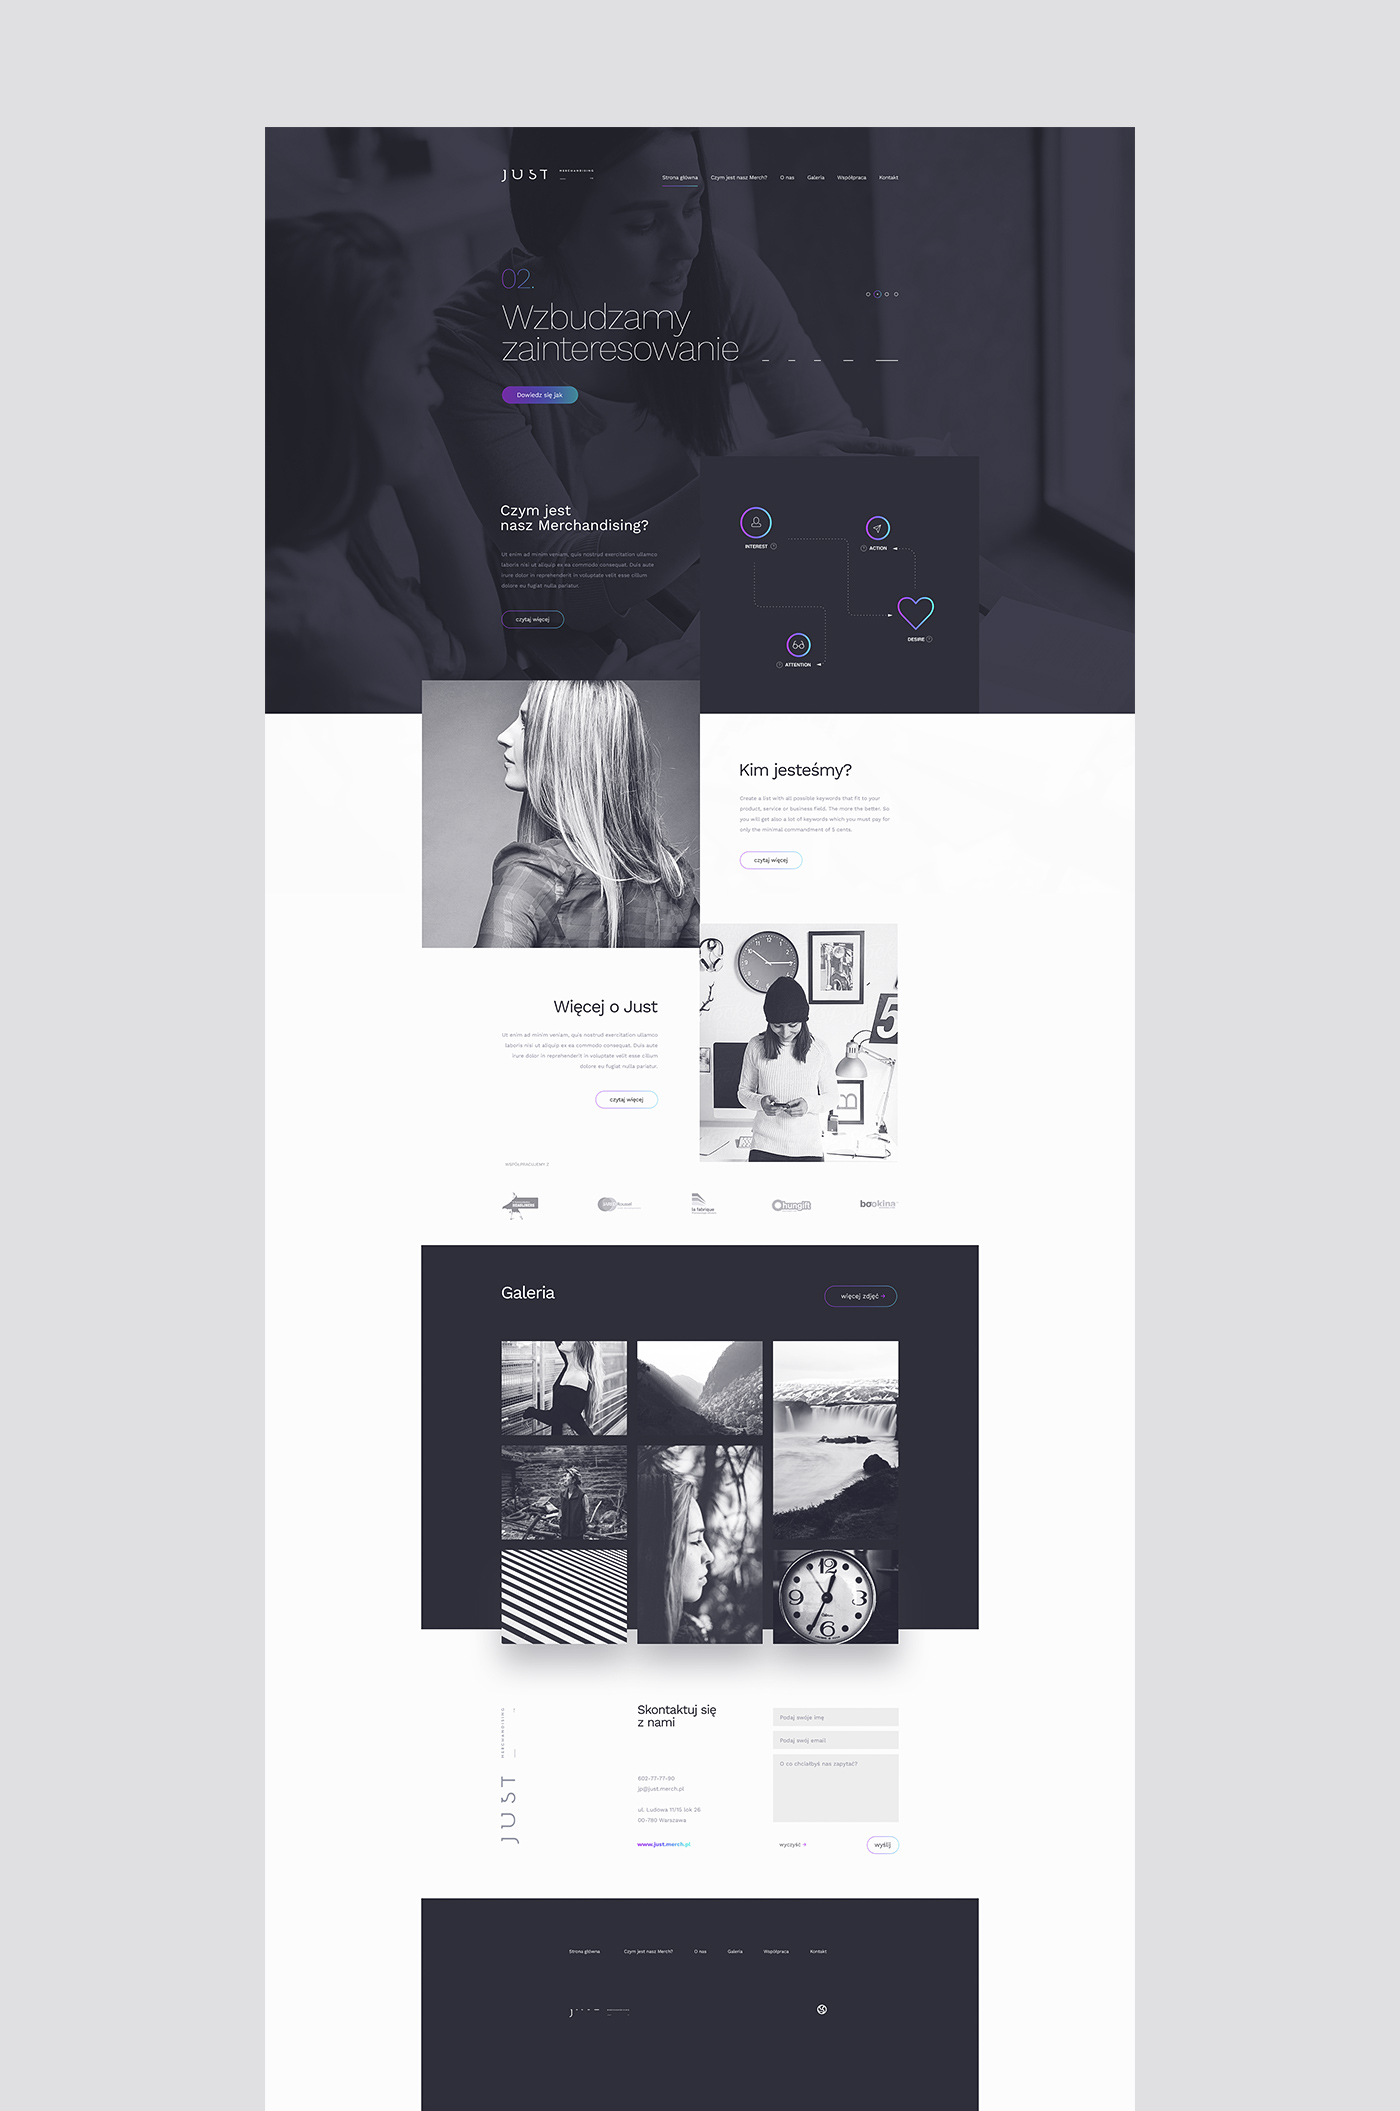 JUST
MERCHANDISING
Strona główna
Czym jest nasz Merch?
O nas
Galeria
Współpraca
Kontakt
02.
Wzbudzamy
zainteresowanie
Dowiedz się jak
Czym jest
nasz Merchandising?
Ut enim ad minim veniam, quis nostrud exercitation ullamco
laboris nisi ut aliquip ex ea commodo consequat. Duis aute
irure dolor in reprehenderit in voluptate velit esse cillum
dolore eu fugiat nulla pariatur.
czytaj więcej
INTEREST ?
? ACTION
DESIRE ?
? ATTENTION
Kim jesteśmy?
Create a list with all possible keywords that fit to your
product, service or business field. The more the better. So
you will get also a lot of keywords which you must pay for
only the minimal commandment of 5 cents.
czytaj więcej
Więcej o Just
Ut enim ad minim veniam, quis nostrud exercitation ullamco
laboris nisi ut aliquip ex ea commodo consequat. Duis aute
irure dolor in reprehenderit in voluptate velit esse cillum
dolore eu fugiat nulla pariatur.
czytaj więcej
5
B
WSPÓŁPRACUJEMY Z
Roussel
la fabrique
Ohungift
bookina
Galeria
więcej zdjęć
12
9
3
6
MERCHANDISING
JUST
Skontaktuj się
z nami
602-77-77-90
jp@just.merch.pl
ul. Ludowa 11/15 lok 26
00-780 Warszawa
www.just.merch.pl
Podaj swóje imę
Podaj swój email
O co chciełbyś nas zapytać?
wyczyść
wyślij
Strona główna
Czym jest nasz Merch?
O nas
Galeria
Współpraca
Kontakt